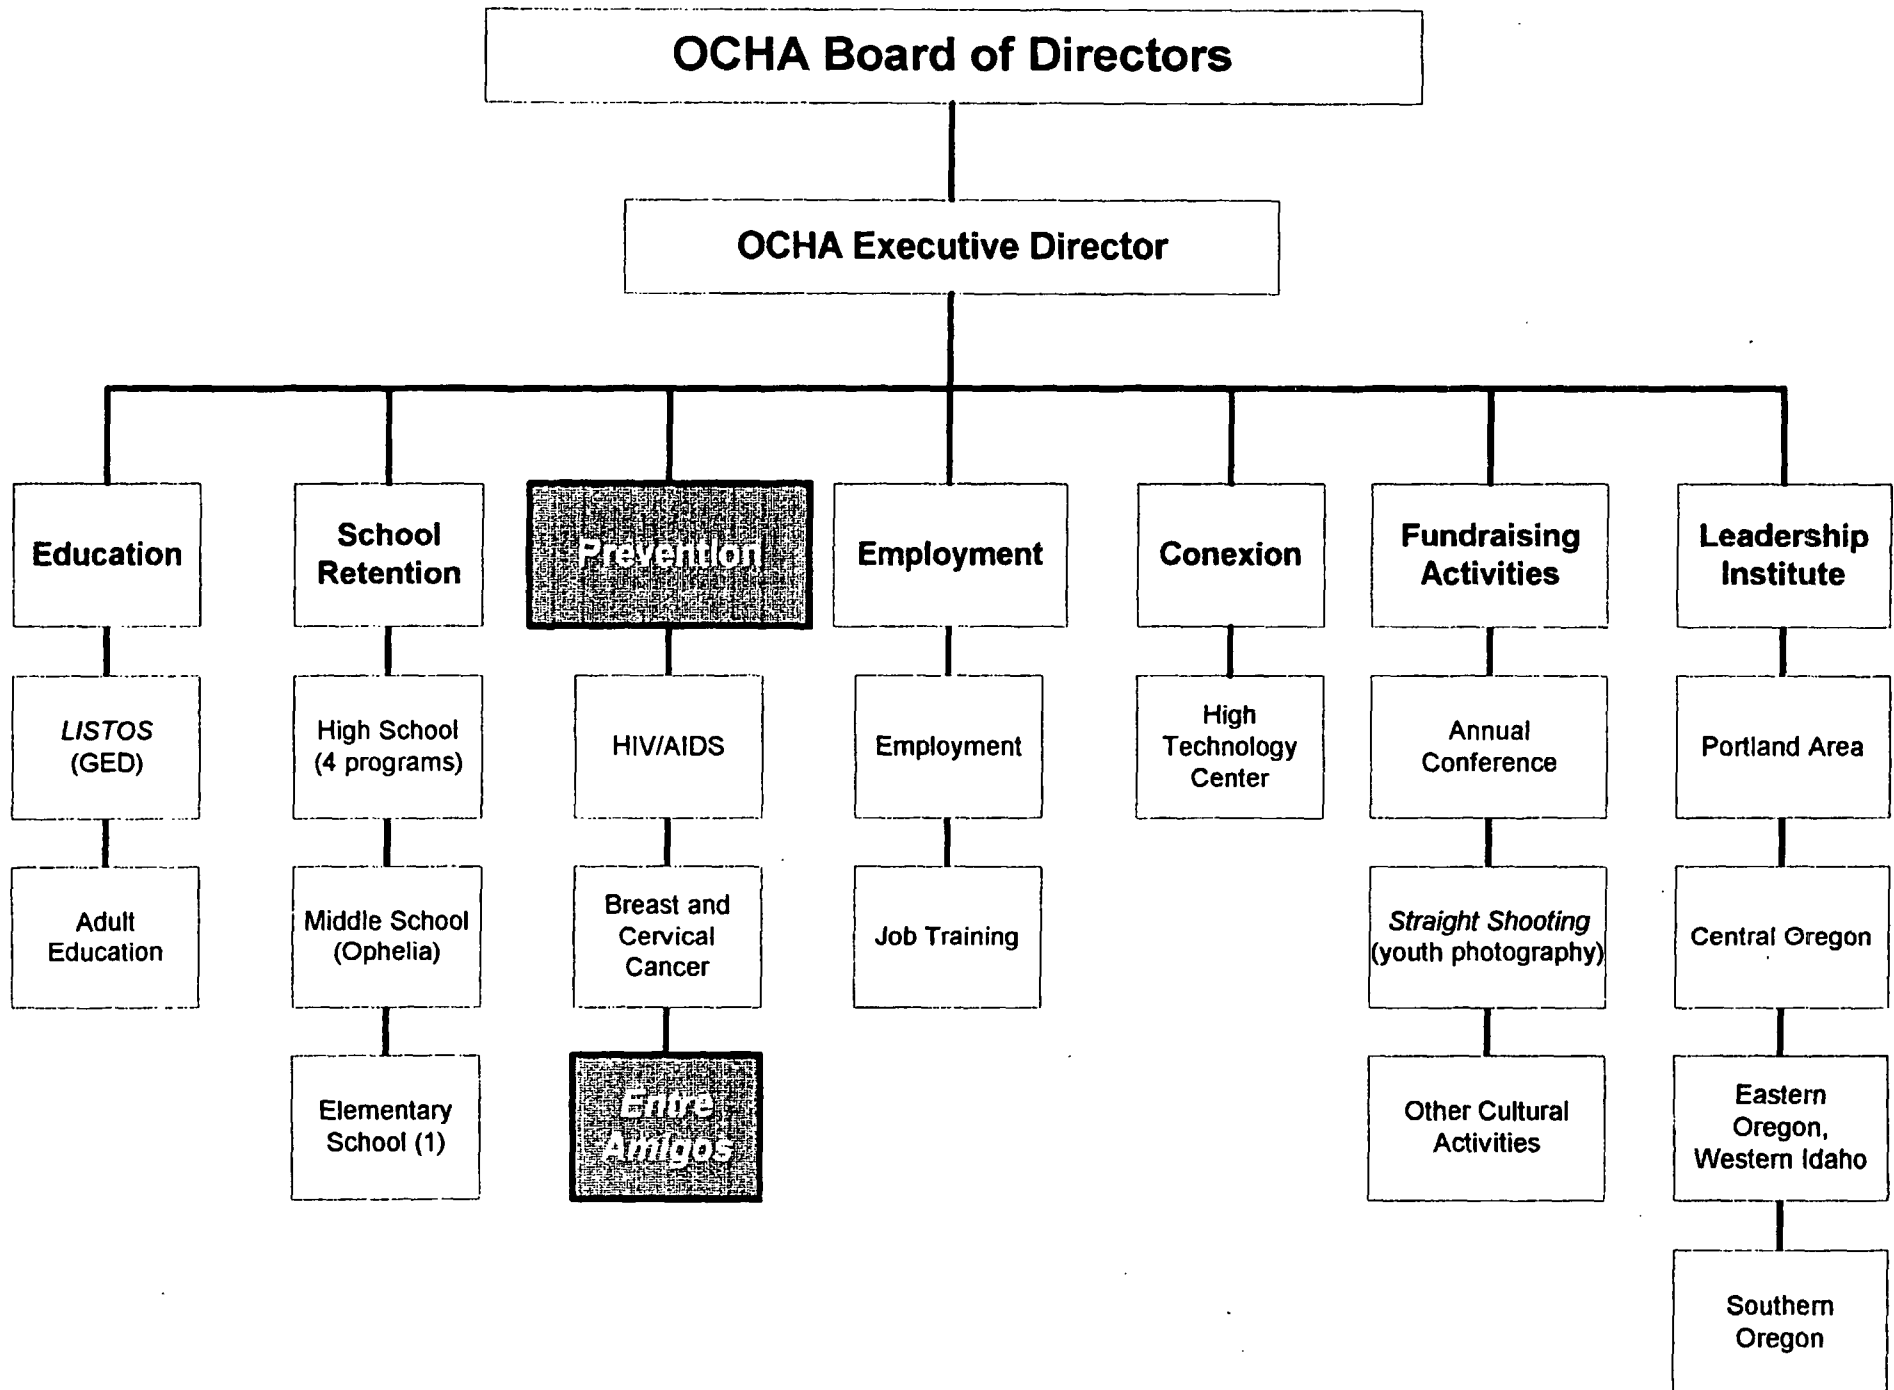 OCHA Board of Directors
OCHA Executive Director
Education
LISTOS
(GED)
Adult
Education
School
Retention
High School
(4 programs)
Middle School
(Ophelia)
Elementary
School (1)
Prevention
HIV/AIDS
Breast and
Cervical
Cancer
Entre
Amigos
Employment
Employment
Job Training
Conexion
High
Technology
Center
Fundraising
Activities
Annual
Conference
Straight Shooting
(youth photography)
Other Cultural
Activities
Leadership
Institute
Portland Area
Central Oregon
Eastern
Oregon,
Western Idaho
Southern
Oregon